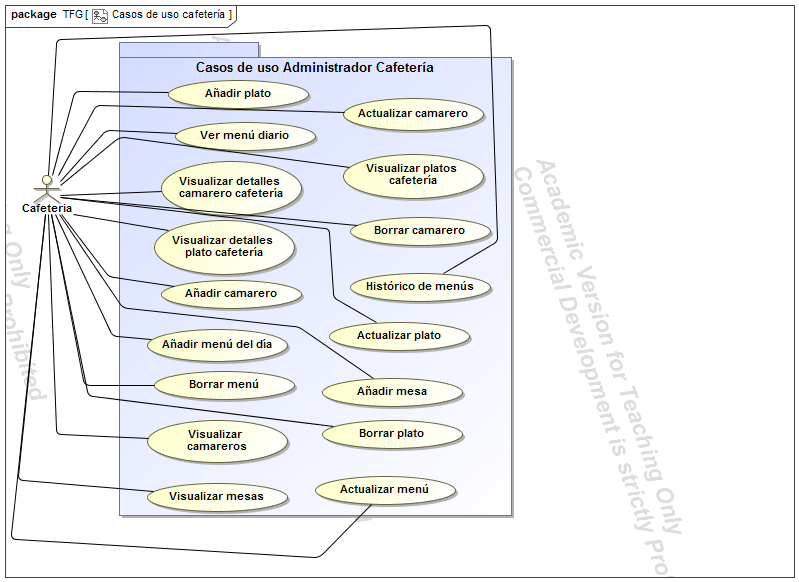 package TFG [ Casos de uso cafetería ]
Casos de uso Administrador Cafetería
Añadir plato
Actualizar camarero
Ver menú diario
Visualizar platos
cafetería
Visualizar detalles
camarero cafetería
Cafeteria
Borrar camarero
Visualizar detalles
plato cafetería
Histórico de menús
Añadir camarero
Actualizar plato
Añadir menú del día
Borrar menú
Añadir mesa
Visualizar
camareros
Borrar plato
Visualizar mesas
Actualizar menú
Academic Version for Teaching Only
Commercial Development is strictly Pro
g Only
Prohibited